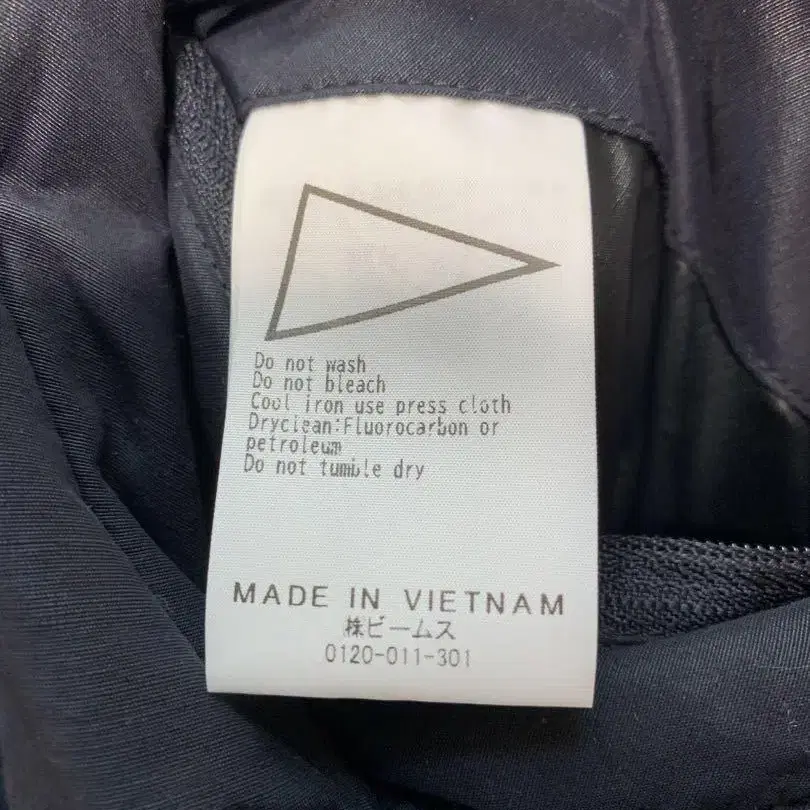 Do not wash
Do not bleach
Cool iron use press cloth
Dryclean:Fluorocarbon or
petroleum
Do not tumble dry
MADE IN VIETNAM
株ビームス
0120-011-301